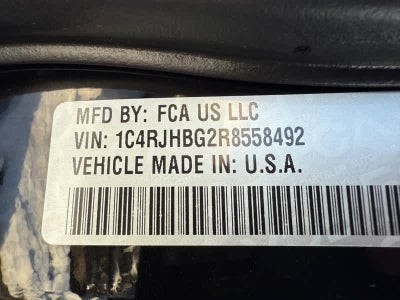 MFD BY: FCA US LLC
VIN: 1C4RJHBG2R8558492
VEHICLE MADE IN: U.S.A.